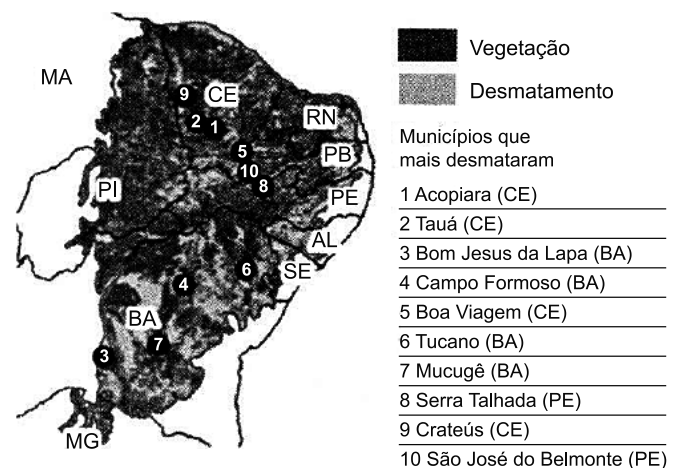 MA
9
CE
2
1
RN
5
PB
10
8
PI
PE
AL
SE
6
4
BA
7
3
MG
Vegetação
Desmatamento
Municípios que
mais desmataram
1 Acopiara (CE)
2 Tauá (CE)
3 Bom Jesus da Lapa (BA)
4 Campo Formoso (BA)
5 Boa Viagem (CE)
6 Tucano (BA)
7 Mucugê (BA)
8 Serra Talhada (PE)
9 Crateús (CE)
10 São José do Belmonte (PE)